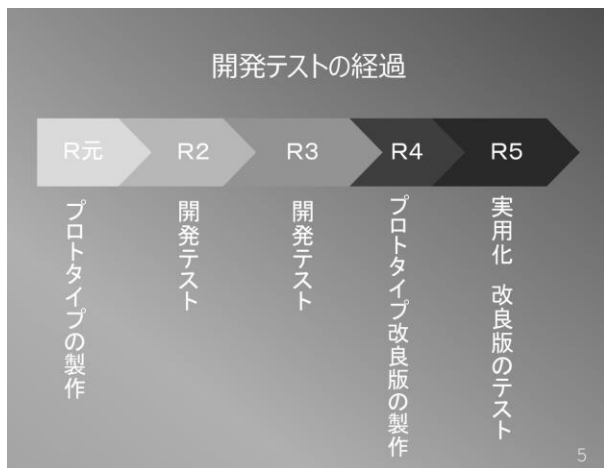 開発テストの経過
R元
R2
R3
R4
R5
プロトタイプの製作
開発テスト
開発テスト
プロトタイプ改良版の製作
実用化 改良版のテスト
5